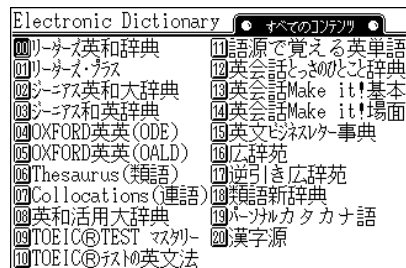 Electronic Dictionary すべてのコンテンツ
00リーダーズ英和辞典
01リーダーズ・プラス
02ジーニアス英和大辞典
03ジーニアス和英辞典
04OXFORD英英(ODE)
05OXFORD英英(OALD)
06Thesaurus(類語)
07Collocations(連語)
08英和活用大辞典
09TOEIC®TEST マスタリー
10TOEIC®テストの英文法
11語源で覚える英単語
12英会話とっさのひとこと辞典
13英会話Make it!基本
14英会話Make it!場面
15英文ビジネスレター事典
16広辞苑
17逆引き広辞苑
18類語新辞典
19パーソナルカタカナ語
20漢字源